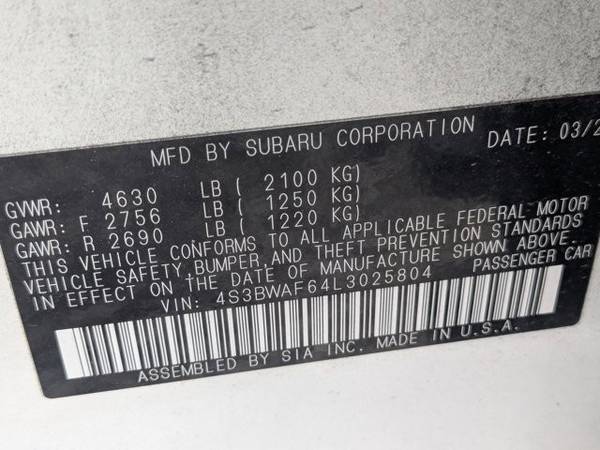 MFD BY SUBARU CORPORATION DATE: 03/2
GVWR: 4630 LB ( 2100 KG)
GAWR: F 2756 LB ( 1250 KG)
GAWR: R 2690 LB ( 1220 KG)
THIS VEHICLE CONFORMS TO ALL APPLICABLE FEDERAL MOTOR
VEHICLE SAFETY, BUMPER, AND THEFT PREVENTION STANDARDS
IN EFFECT ON THE DATE OF MANUFACTURE SHOWN ABOVE.
VIN: 4S3BWAF64L3025804 PASSENGER CAR
ASSEMBLED BY SIA INC. MADE IN U.S.A.